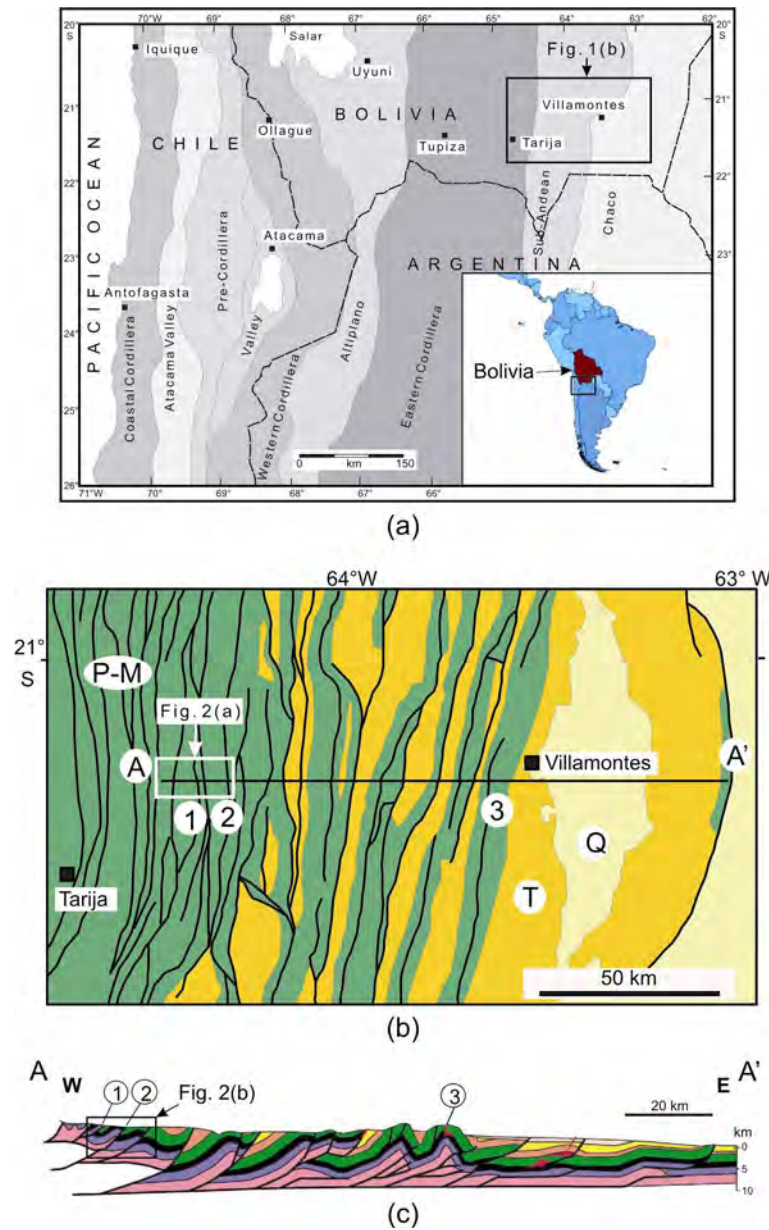 20° 70°W 69° 68° 67° 66° 65° 64° 63° 62° 20°
S S
Salar
Iquique
Uyuni
Fig. 1(b)
21° 21°
BOLIVIA
Villamontes
Ollague
CHILE
Tupiza
Tarija
22° 22°
PACIFIC OCEAN
Sub-Andean
Chaco
Pre-Cordillera
Atacama
23° 23°
ARGENTINA
Antofagasta
Coastal Cordillera
Atacama Valley
Valley
Western Cordillera
Altiplano
Eastern Cordillera
24°
Bolivia
25°
0 km 150
26°
71°W 70° 69° 68° 67° 66°
(a)
64°W 63° W
21°
S
P-M
Fig. 2(a)
A A'
Villamontes
1 2 3
Q
Tarija
T
50 km
(b)
A A'
W 1 2 Fig. 2(b) 3 E
20 km
km
0
5
10
(c)